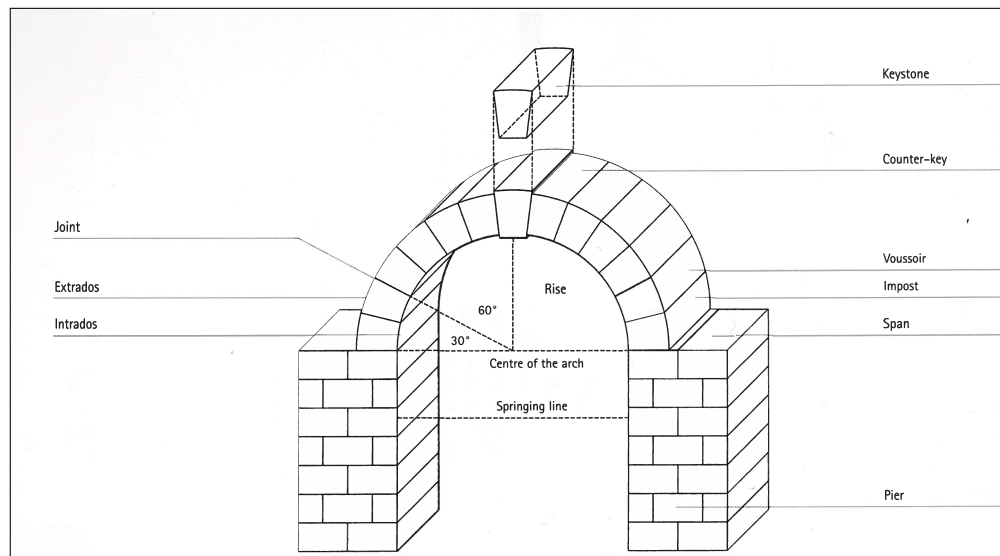 Keystone
Counter-key
Joint
Voussoir
Extrados
Rise
Impost
60°
Intrados
Span
30°
Centre of the arch
Springing line
Pier